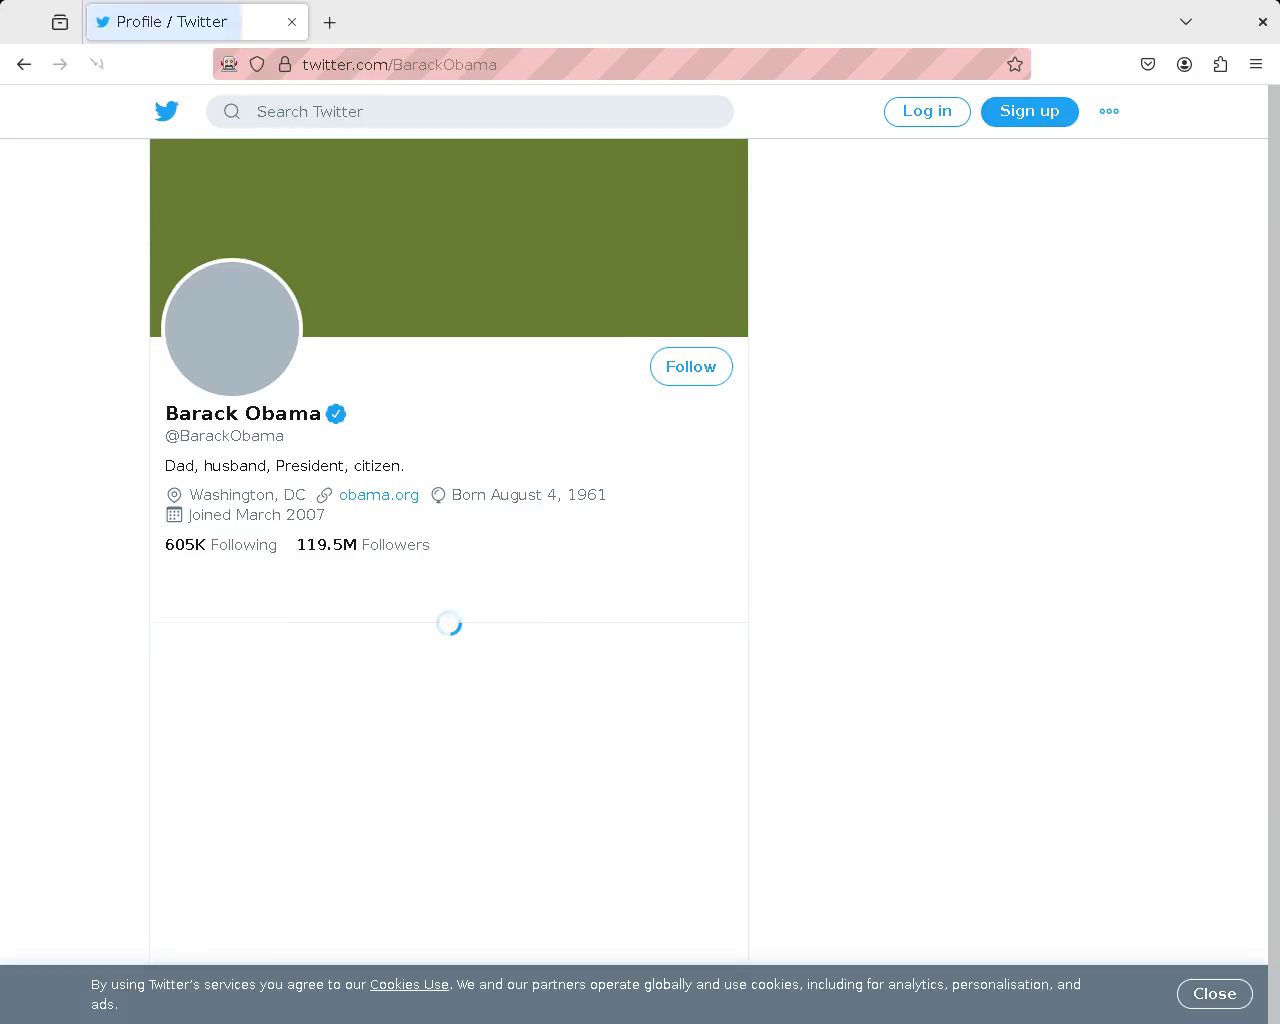 Profile / Twitter
twitter.com/BarackObama
Search Twitter
Log in
Sign up
Follow
Barack Obama
@BarackObama
Dad, husband, President, citizen.
Washington, DC obama.org Born August 4, 1961
Joined March 2007
605K Following 119.5M Followers
By using Twitter’s services you agree to our Cookies Use. We and our partners operate globally and use cookies, including for analytics, personalisation, and
ads.
Close